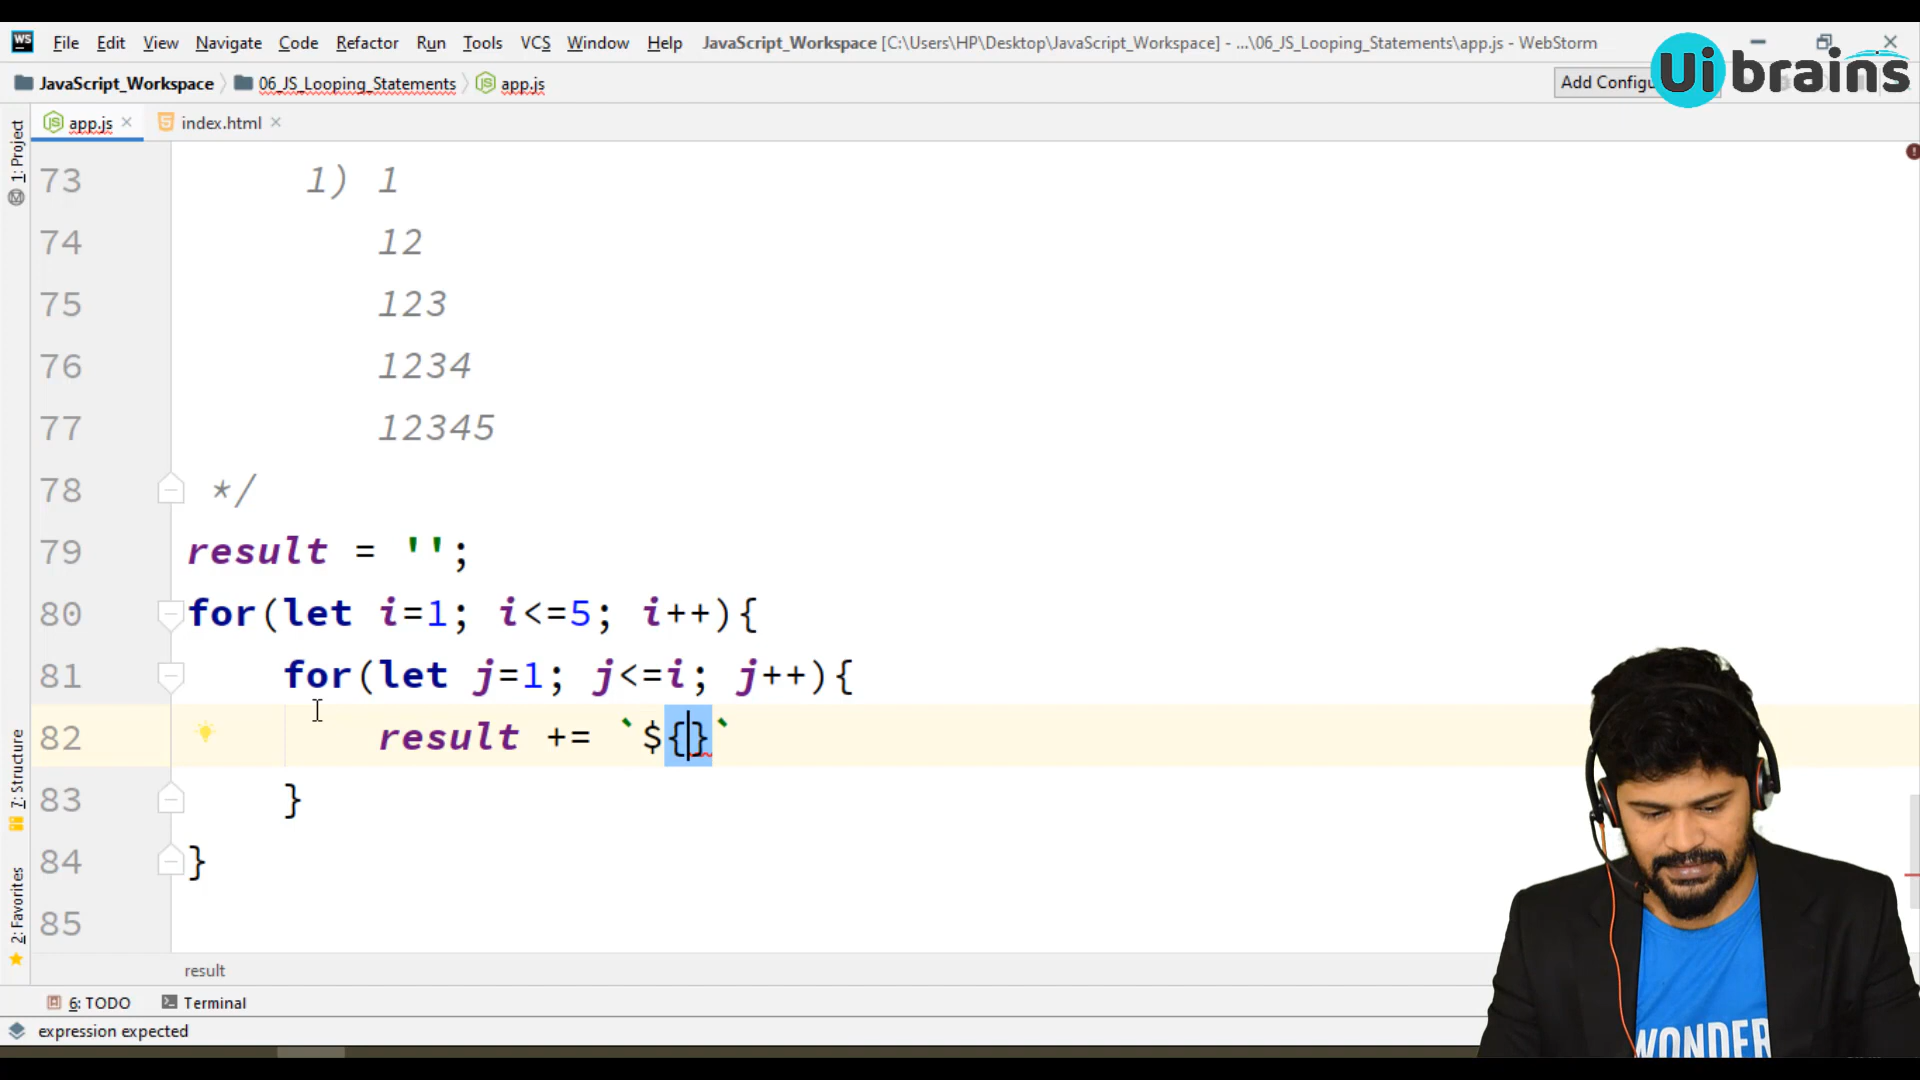 WS File Edit View Navigate Code Refactor Run Tools VCS Window Help JavaScript_Workspace [C:\Users\HP\Desktop\JavaScript_Workspace] - ...\06_JS_Looping_Statements\app.js - WebStorm
JavaScript_Workspace 06_JS_Looping_Statements app.js Add Configu
Ui brains
app.js index.html
1: Project
7: Structure
2: Favorites
73 1) 1
74 12
75 123
76 1234
77 12345
78 */
79 result = '';
80 for(let i=1; i<=5; i++){
81 for(let j=1; j<=i; j++){
82 result += `${}`
83 }
84 }
85
result
6: TODO Terminal
expression expected
WONDER